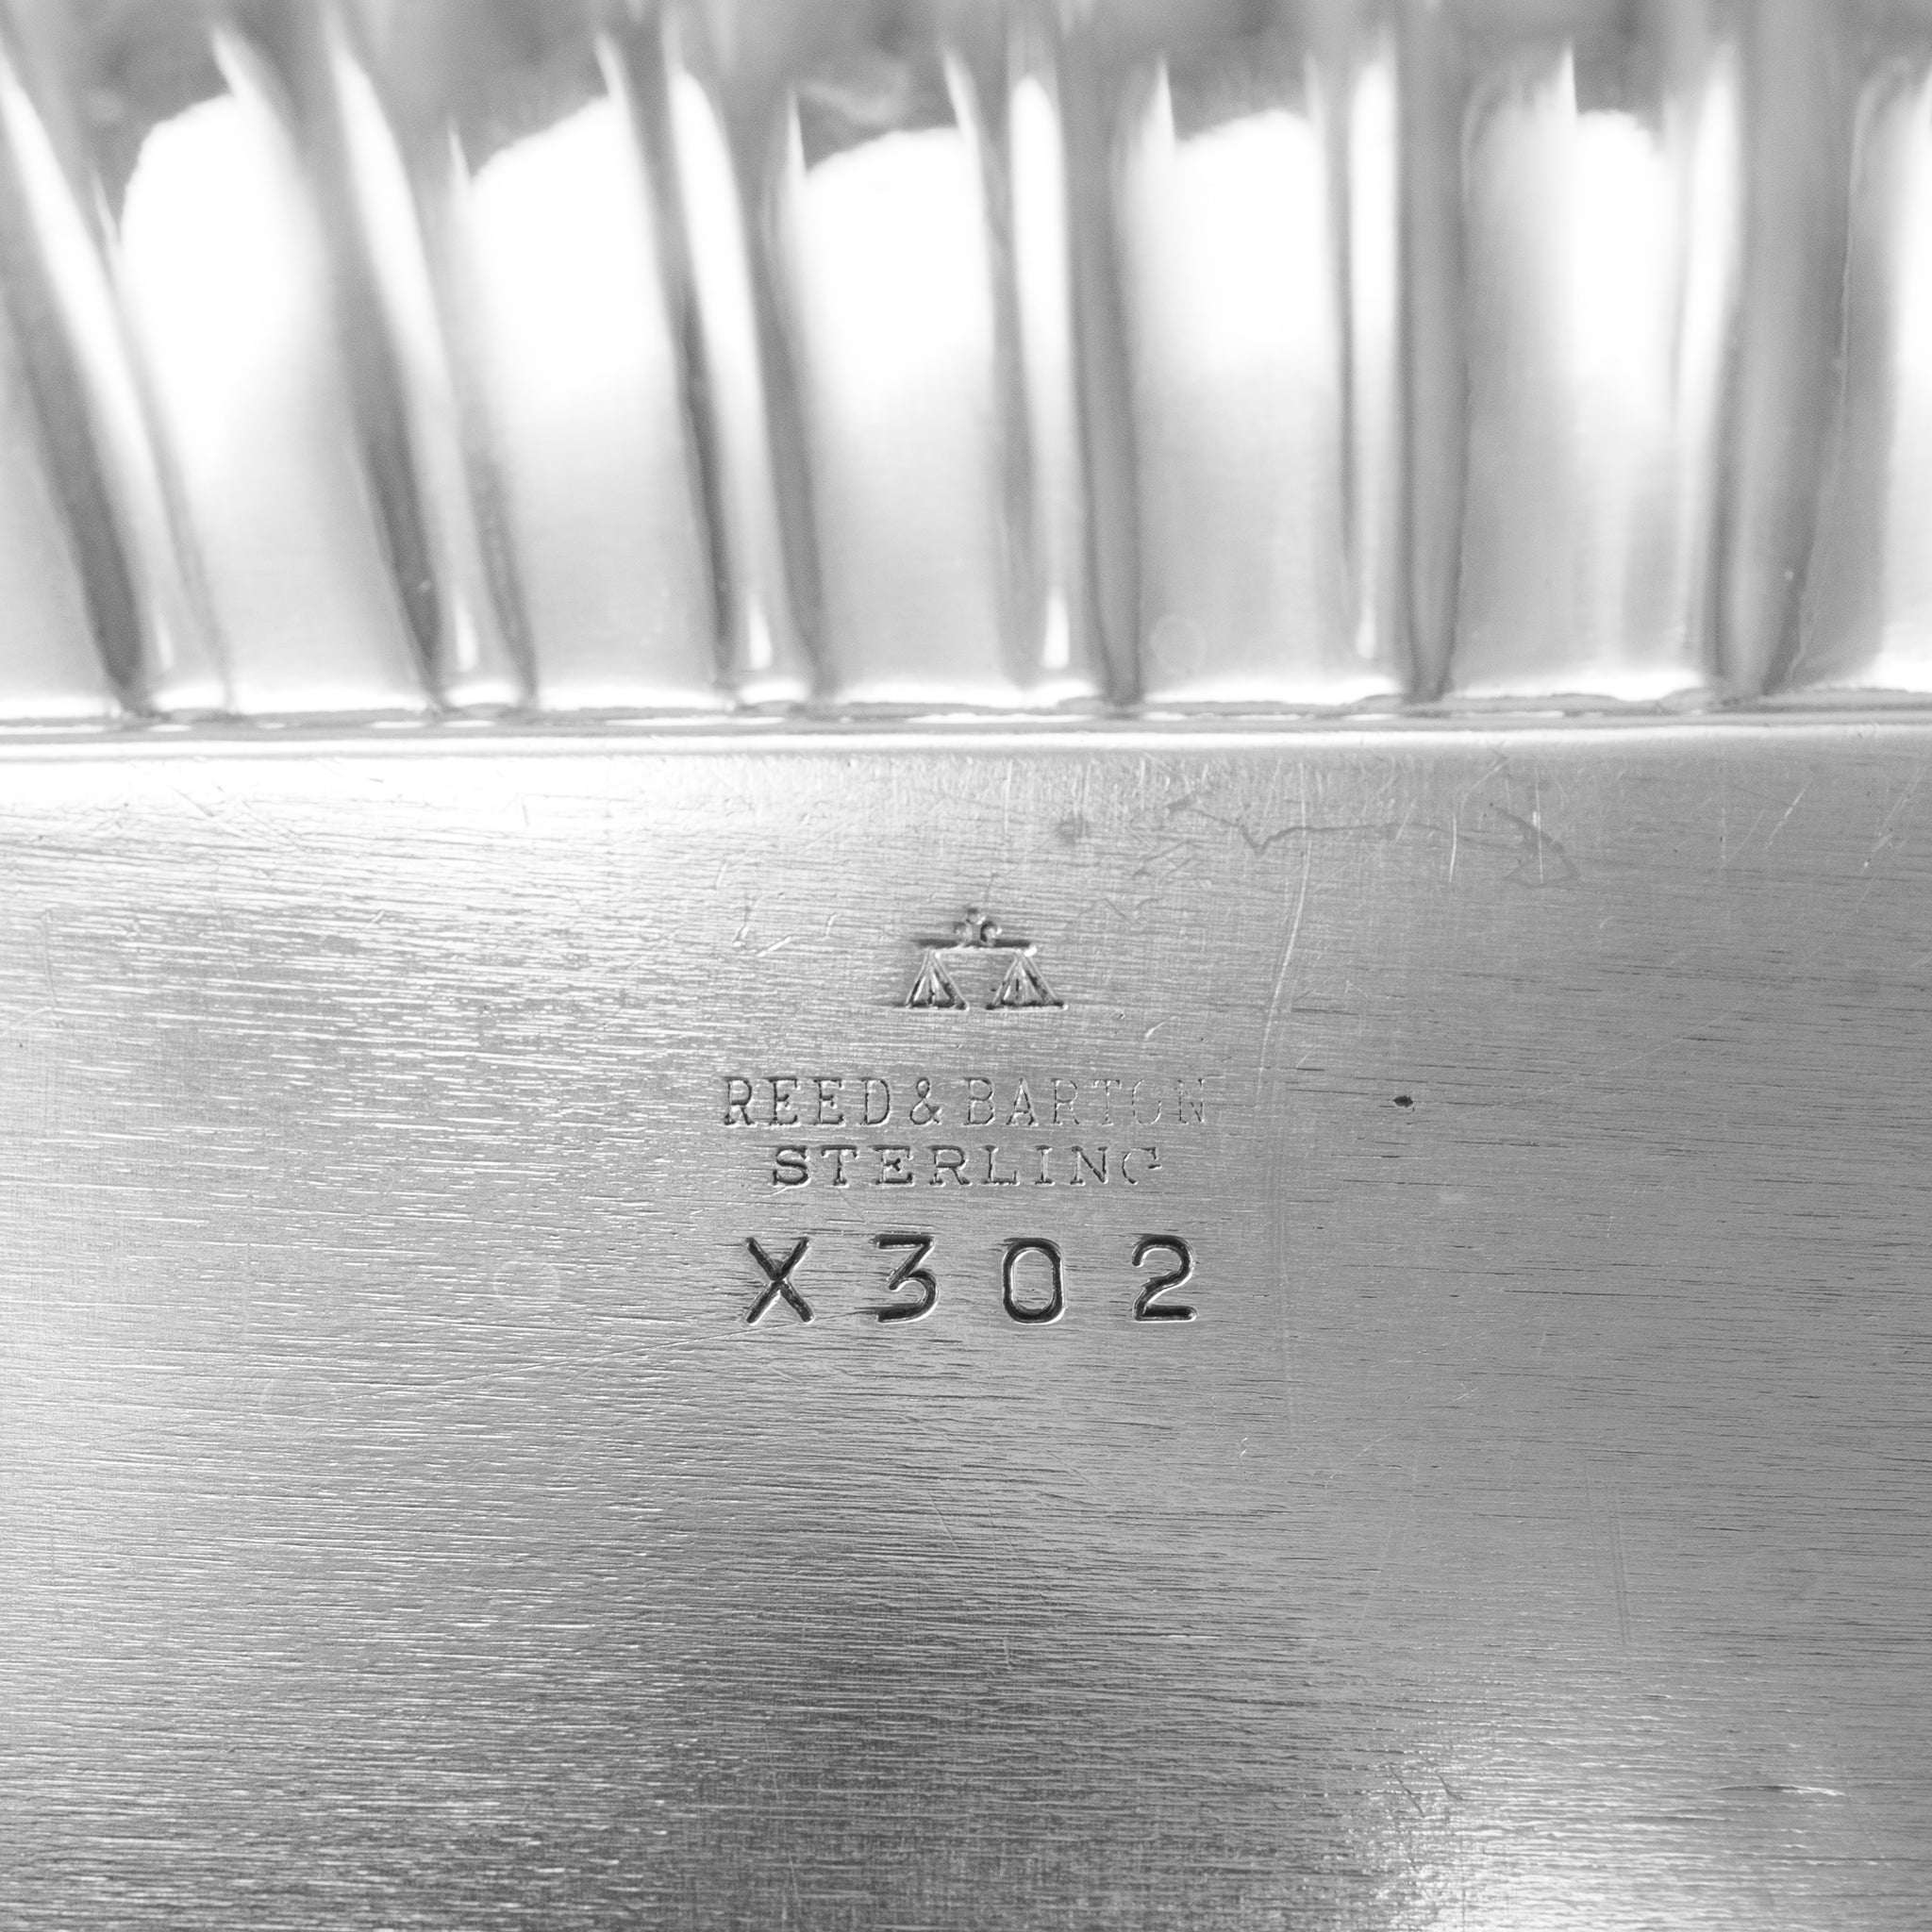 REED & BARTON
STERLING
X302